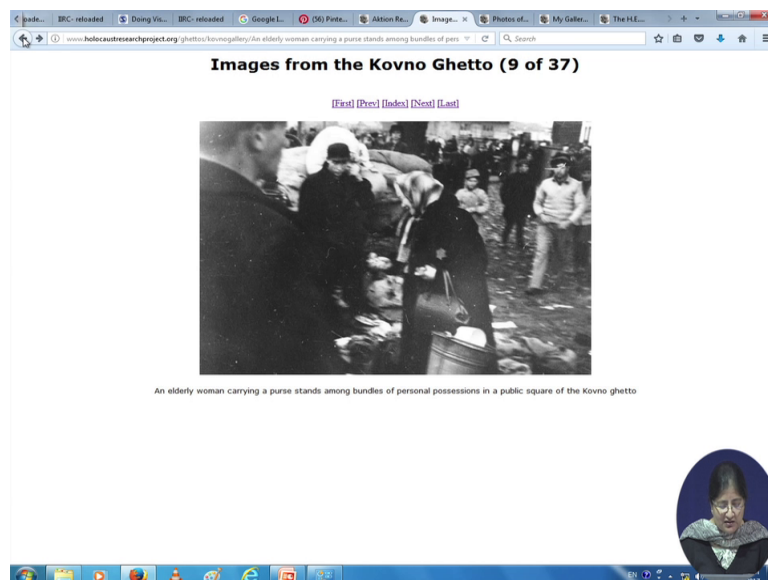 oade...
IIRC- reloaded
Doing Vis...
IIRC- reloaded
Google I...
(56) Pinte...
Aktion Re...
Image...
Photos of...
My Galler...
The H.E....
www.holocaustresearchproject.org/ghettos/kovnogallery/An elderly woman carrying a purse stands among bundles of pers
Search
Images from the Kovno Ghetto (9 of 37)
[First] [Prev] [Index] [Next] [Last]
An elderly woman carrying a purse stands among bundles of personal possessions in a public square of the Kovno ghetto
EN